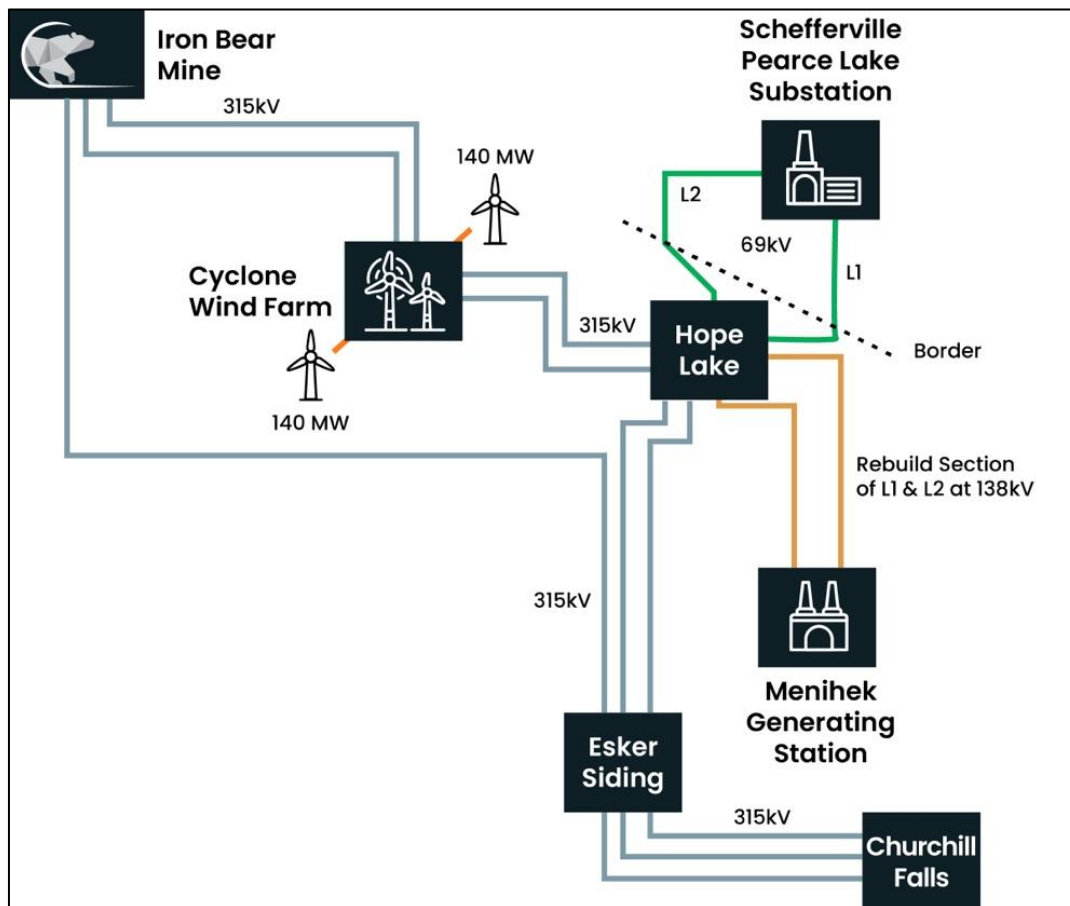 Iron Bear
Mine
315kV
Schefferville
Pearce Lake
Substation
140 MW
L2
69kV
L1
Cyclone
Wind Farm
315kV
Hope
Lake
Border
140 MW
Rebuild Section
of L1 & L2 at 138kV
315kV
Menihek
Generating
Station
Esker
Siding
315kV
Churchill
Falls